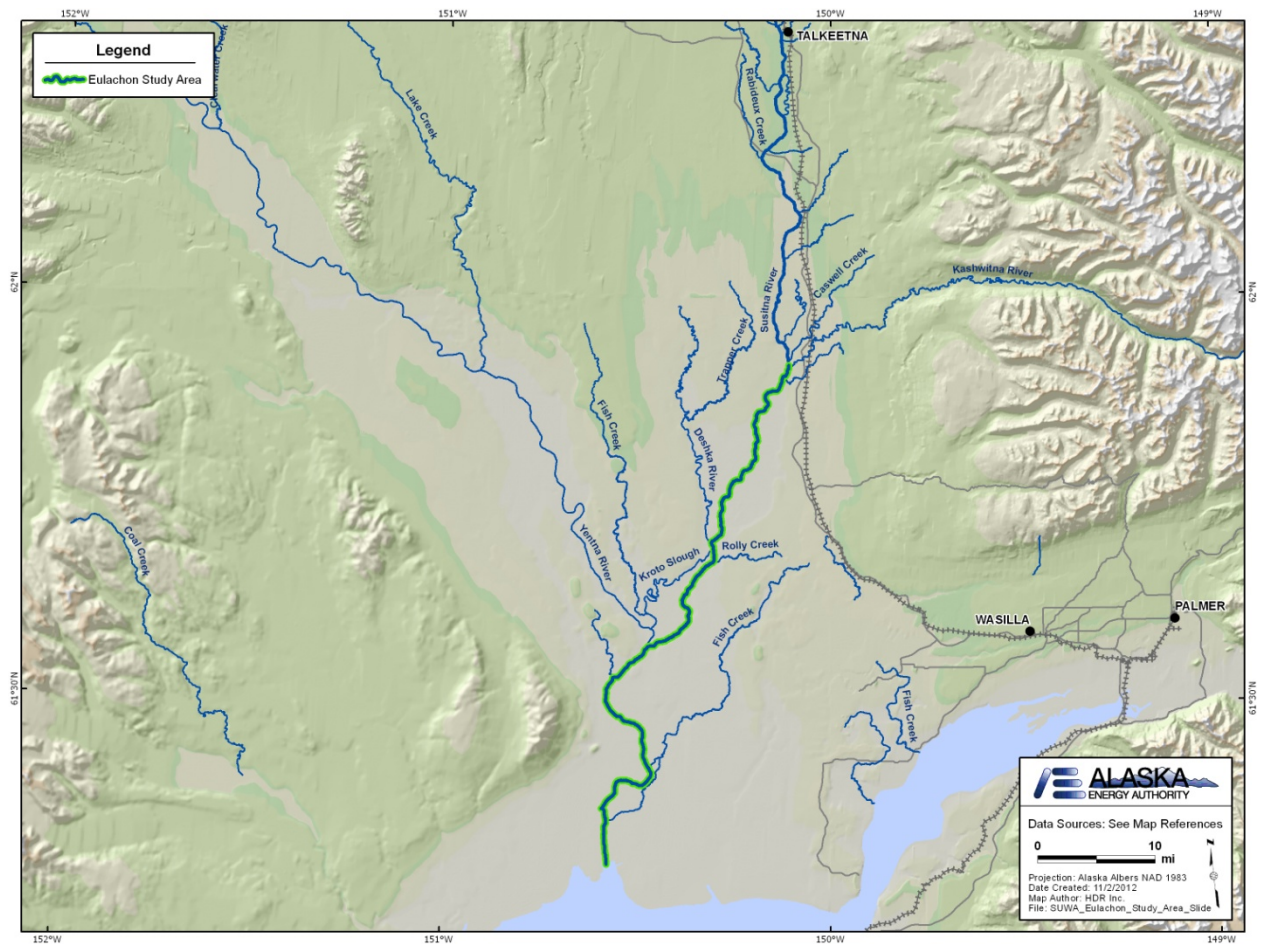 152°W
151°W
150°W
149°W
Legend
Eulachon Study Area
TALKEETNA
Clearwater Creek
Lake Creek
Rabideux Creek
62°N
62°N
Susitna River
Caswell Creek
Kashwitna River
Trapper Creek
Fish Creek
Deshka River
Coal Creek
Yentna River
Kroto Slough
Rolly Creek
Fish Creek
WASILLA
PALMER
61°30'N
61°30'N
Fish Creek
ALASKA
ENERGY AUTHORITY
Data Sources: See Map References
0 10
mi
N
Projection: Alaska Albers NAD 1983
Date Created: 11/2/2012
Map Author: HDR Inc.
File: SUWA_Eulachon_Study_Area_Slide
152°W
151°W
150°W
149°W